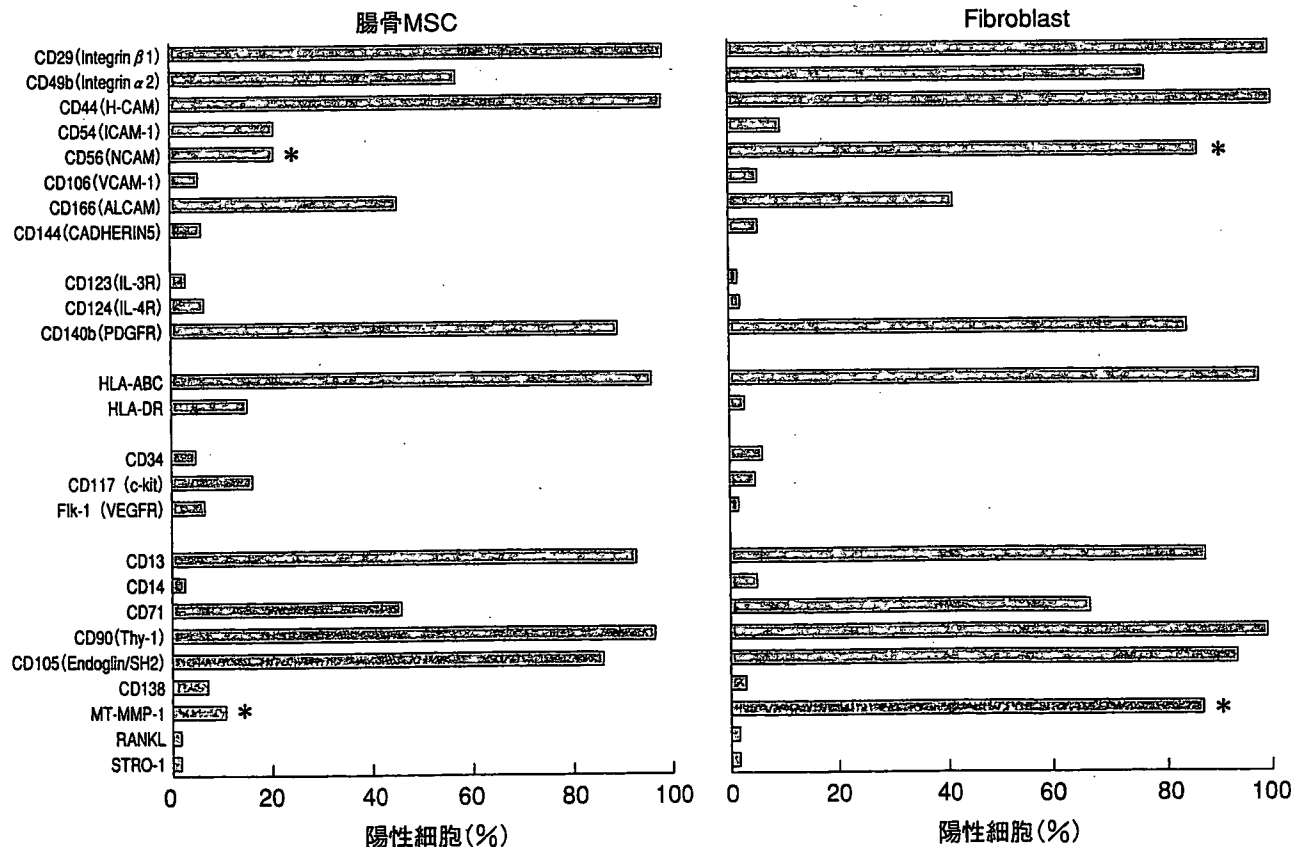 腸骨MSC
Fibroblast
CD29(Integrin β1)
CD49b(Integrin α2)
CD44(H-CAM)
CD54(ICAM-1)
CD56(NCAM)
*
*
CD106(VCAM-1)
CD166(ALCAM)
CD144(CADHERIN5)
CD123(IL-3R)
CD124(IL-4R)
CD140b(PDGFR)
HLA-ABC
HLA-DR
CD34
CD117 (c-kit)
Flk-1 (VEGFR)
CD13
CD14
CD71
CD90(Thy-1)
CD105(Endoglin/SH2)
CD138
MT-MMP-1
*
*
RANKL
STRO-1
0 20 40 60 80 100
0 20 40 60 80 100
陽性細胞(%)
陽性細胞(%)